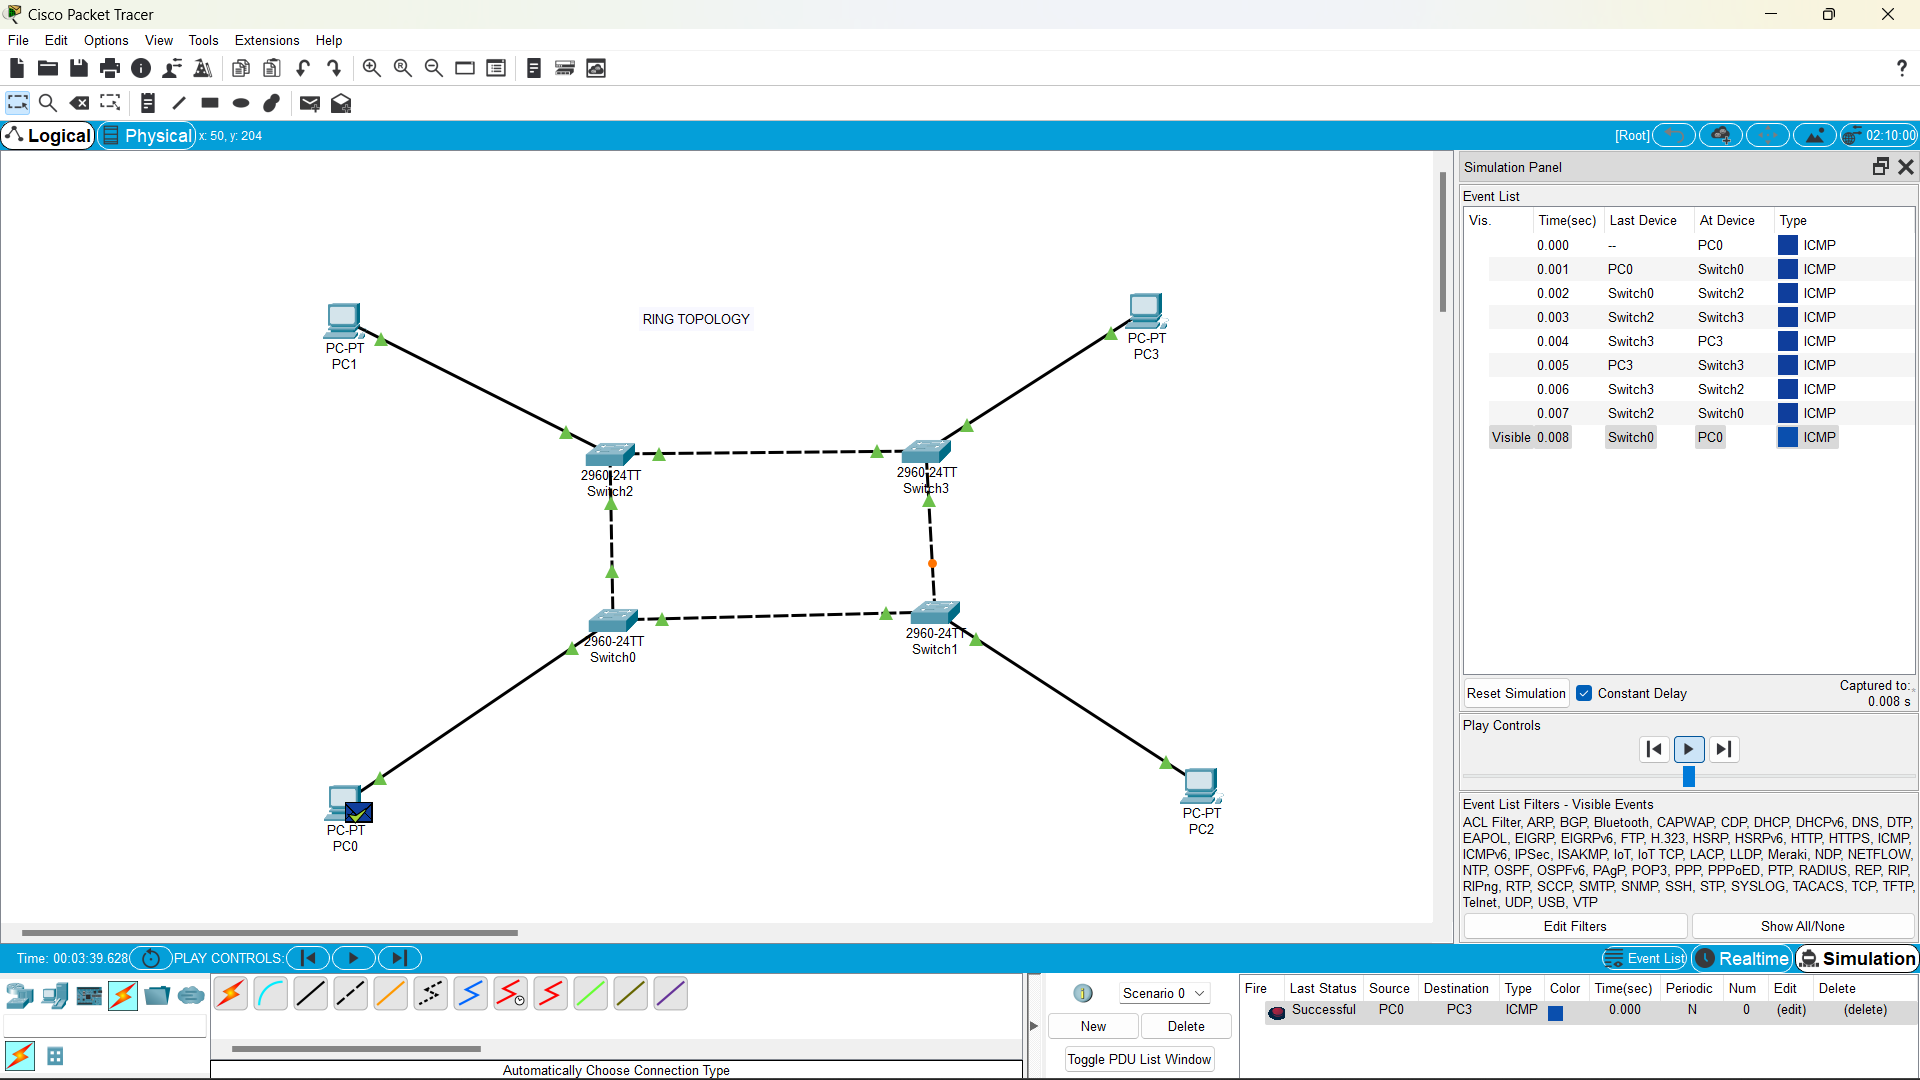 Cisco Packet Tracer
File Edit Options View Tools Extensions Help
?
Logical Physical x: 50, y: 204 [Root] 02:10:00
Simulation Panel
Event List
Vis. Time(sec) Last Device At Device Type
0.000 -- PC0 ICMP
0.001 PC0 Switch0 ICMP
0.002 Switch0 Switch2 ICMP
0.003 Switch2 Switch3 ICMP
0.004 Switch3 PC3 ICMP
0.005 PC3 Switch3 ICMP
0.006 Switch3 Switch2 ICMP
0.007 Switch2 Switch0 ICMP
Visible 0.008 Switch0 PC0 ICMP
Reset Simulation Constant Delay Captured to:
0.008 s
Play Controls
Event List Filters - Visible Events
ACL Filter, ARP, BGP, Bluetooth, CAPWAP, CDP, DHCP, DHCPv6, DNS, DTP,
EAPOL, EIGRP, EIGRPv6, FTP, H.323, HSRP, HSRPv6, HTTP, HTTPS, ICMP,
ICMPv6, IPSec, ISAKMP, IoT, IoT TCP, LACP, LLDP, Meraki, NDP, NETFLOW,
NTP, OSPF, OSPFv6, PAgP, POP3, PPP, PPPoED, PTP, RADIUS, REP, RIP,
RIPng, RTP, SCCP, SMTP, SNMP, SSH, STP, SYSLOG, TACACS, TCP, TFTP,
Telnet, UDP, USB, VTP
Edit Filters Show All/None
RING TOPOLOGY
PC-PT
PC1
PC-PT
PC3
2960-24TT
Switch2
2960-24TT
Switch3
2960-24TT
Switch0
2960-24TT
Switch1
PC-PT
PC0
PC-PT
PC2
Time: 00:03:39.628 PLAY CONTROLS: Event List Realtime Simulation
Automatically Choose Connection Type
Scenario 0
New Delete
Toggle PDU List Window
Fire Last Status Source Destination Type Color Time(sec) Periodic Num Edit Delete
Successful PC0 PC3 ICMP 0.000 N 0 (edit) (delete)